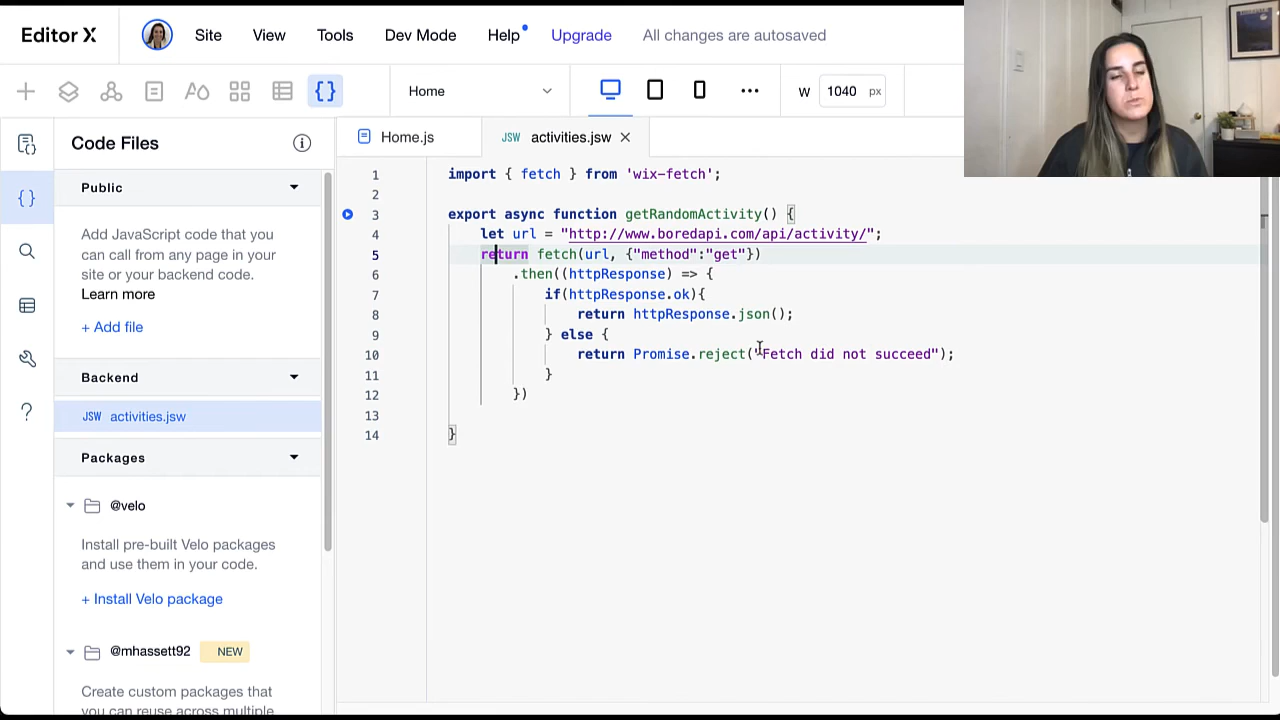 Editor X
Site
View
Tools
Dev Mode
Help
Upgrade
All changes are autosaved
Home
W
1040 px
Code Files
Home.js
JSW activities.jsw
Public
Add JavaScript code that you
can call from any page in your
site or your backend code.
Learn more
+ Add file
Backend
JSW activities.jsw
Packages
@velo
Install pre-built Velo packages
and use them in your code.
+ Install Velo package
@mhassett92 NEW
Create custom packages that
you can reuse across multiple
1 import { fetch } from 'wix-fetch';
2
3 export async function getRandomActivity() {
4 let url = "http://www.boredapi.com/api/activity/";
5 return fetch(url, {"method":"get"})
6 .then((httpResponse) => {
7 if(httpResponse.ok){
8 return httpResponse.json();
9 } else {
10 return Promise.reject("Fetch did not succeed");
11 }
12 })
13
14 }